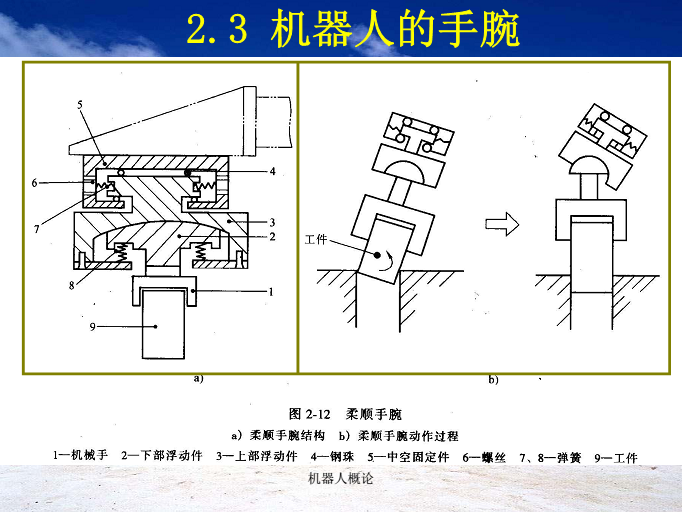 2.3 机器人的手腕
5
4
6
3
7
2
8
1
9
工件
a)
b)
图 2-12 柔顺手腕
a) 柔顺手腕结构 b) 柔顺手腕动作过程
1—机械手 2—下部浮动件 3—上部浮动件 4—钢珠 5—中空固定件 6—螺丝 7、8—弹簧 9—工件
机器人概论